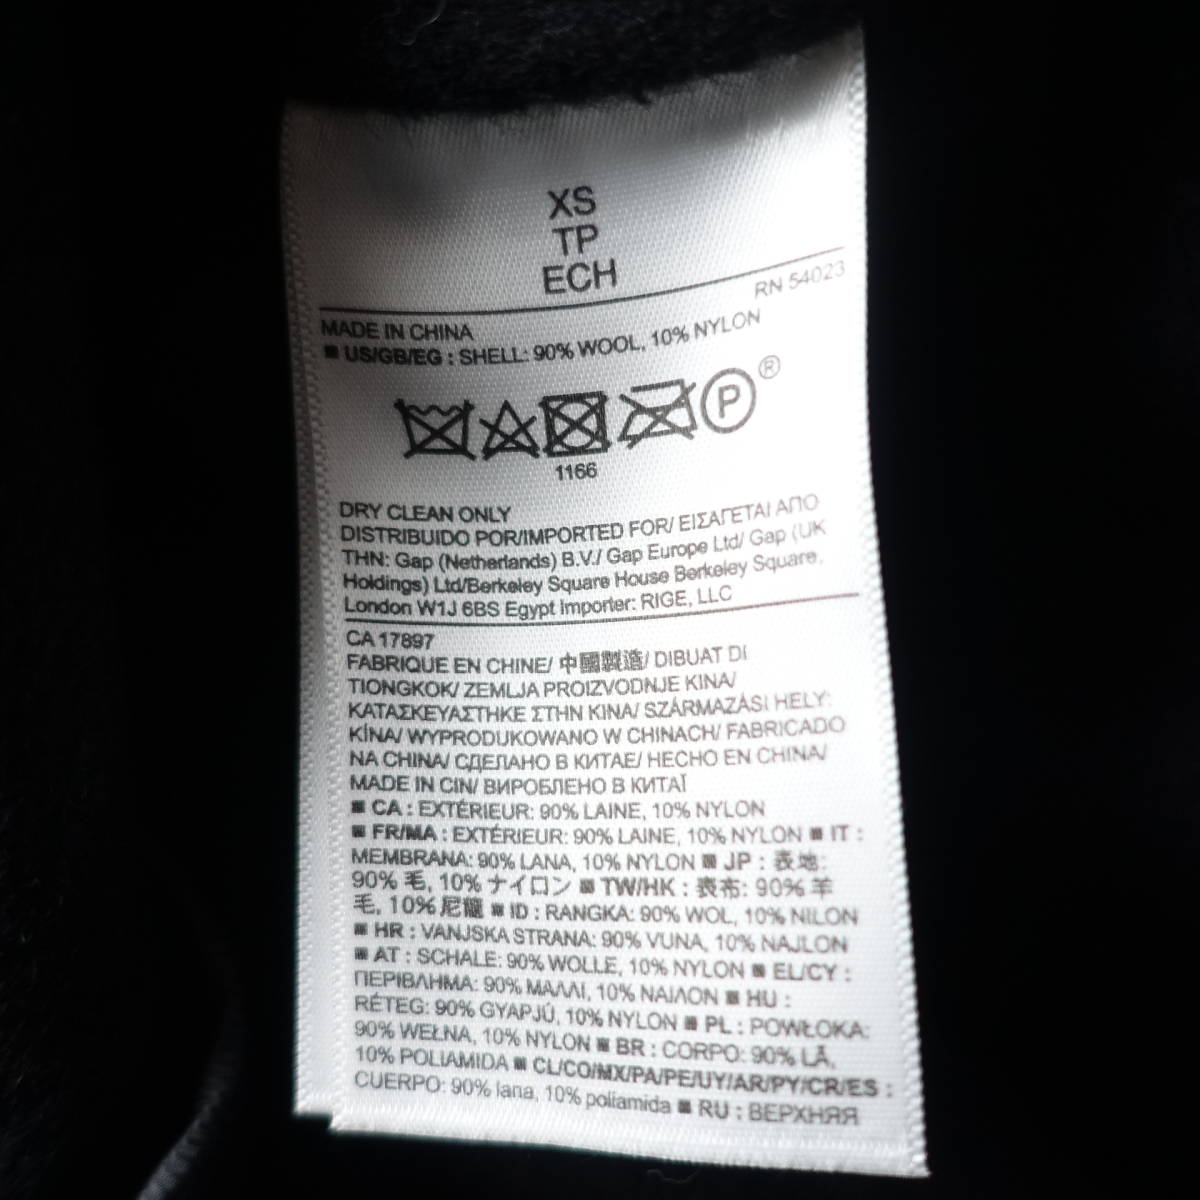 XS
TP
ECH
RN 54023
MADE IN CHINA
■ US/GB/EG : SHELL: 90% WOOL, 10% NYLON
P ®
1166
DRY CLEAN ONLY
DISTRIBUIDO POR/IMPORTED FOR/ ΕΙΣΑΓΕΤΑΙ ΑΠΟ
THN: Gap (Netherlands) B.V./ Gap Europe Ltd/ Gap (UK
Holdings) Ltd/Berkeley Square House Berkeley Square,
London W1J 6BS Egypt Importer: RIGE, LLC
CA 17897
FABRIQUE EN CHINE/ 中國製造/ DIBUAT DI
TIONGKOK/ ZEMLJA PROIZVODNJE KINA/
ΚΑΤΑΣΚΕΥΑΣΤΗΚΕ ΣΤΗΝ ΚΙΝΑ/ SZÁRMAZÁSI HELY:
KÍNA/ WYPRODUKOWANO W CHINACH/ FABRICADO
NA CHINA/ СДЕЛАНО В КИТАЕ/ HECHO EN CHINA/
MADE IN CIN/ ВИРОБЛЕНО В КИТАЇ
■ CA : EXTÉRIEUR: 90% LAINE, 10% NYLON
■ FR/MA : EXTÉRIEUR: 90% LAINE, 10% NYLON ■ IT :
MEMBRANA: 90% LANA, 10% NYLON ■ JP : 表地:
90% 毛, 10% ナイロン ■ TW/HK : 表布: 90% 羊
毛, 10% 尼龍 ■ ID : RANGKA: 90% WOL, 10% NILON
■ HR : VANJSKA STRANA: 90% VUNA, 10% NAJLON
■ AT : SCHALE: 90% WOLLE, 10% NYLON ■ EL/CY :
ΠΕΡΙΒΛΗΜΑ: 90% ΜΑΛΛΙ, 10% ΝΑΙΛΟΝ ■ HU :
RÉTEG: 90% GYAPJÚ, 10% NYLON ■ PL : POWŁOKA:
90% WEŁNA, 10% NYLON ■ BR : CORPO: 90% LÃ,
10% POLIAMIDA ■ CL/CO/MX/PA/PE/UY/AR/PY/CR/ES :
CUERPO: 90% lana, 10% poliamida ■ RU : ВЕРХНЯЯ